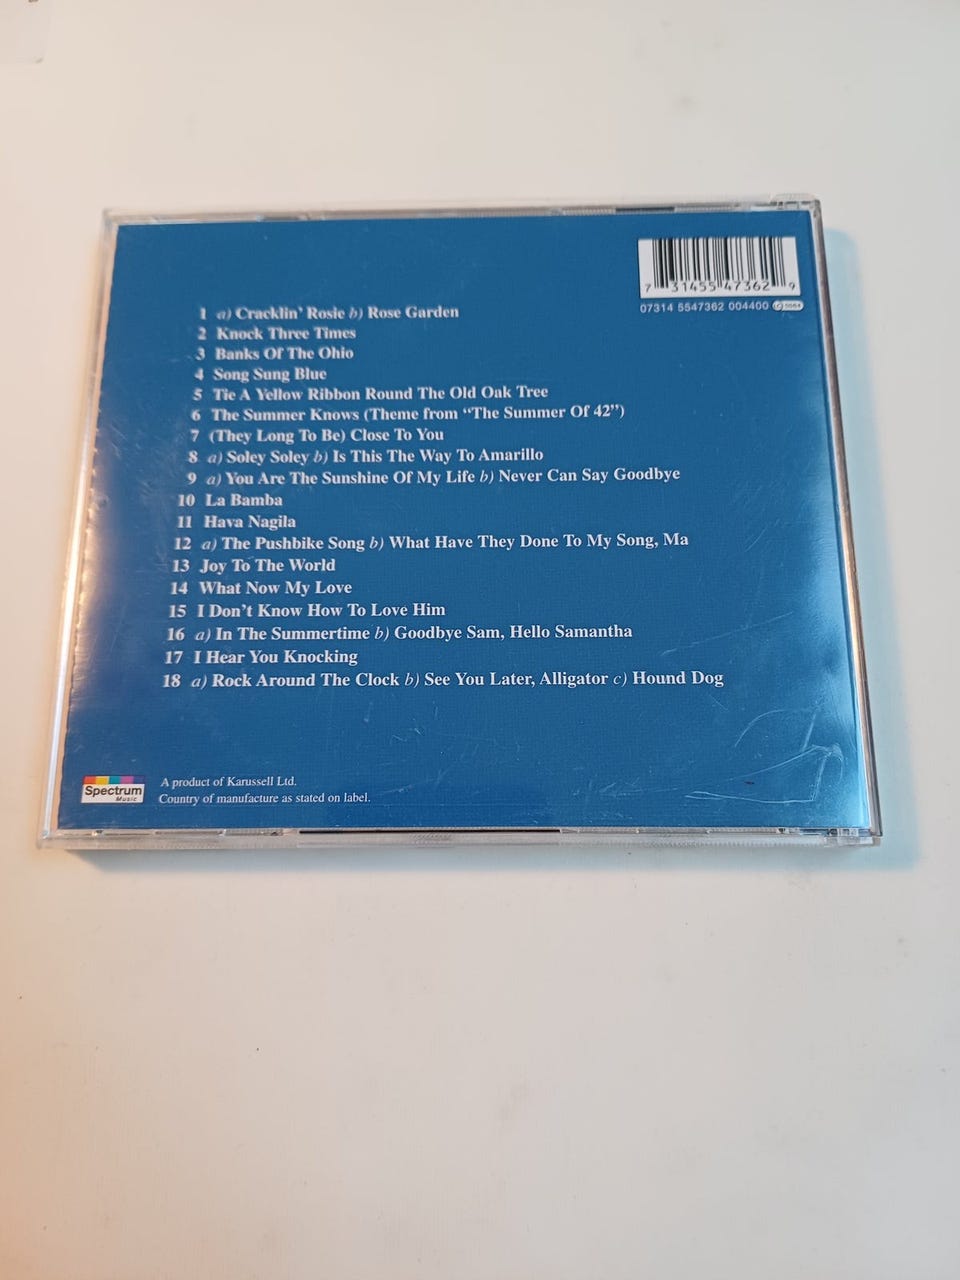 7 31455 47362 9
07314 5547362 004400
1 a) Cracklin' Rosie b) Rose Garden
2 Knock Three Times
3 Banks Of The Ohio
4 Song Sung Blue
5 Tie A Yellow Ribbon Round The Old Oak Tree
6 The Summer Knows (Theme from “The Summer Of 42”)
7 (They Long To Be) Close To You
8 a) Soley Soley b) Is This The Way To Amarillo
9 a) You Are The Sunshine Of My Life b) Never Can Say Goodbye
10 La Bamba
11 Hava Nagila
12 a) The Pushbike Song b) What Have They Done To My Song, Ma
13 Joy To The World
14 What Now My Love
15 I Don't Know How To Love Him
16 a) In The Summertime b) Goodbye Sam, Hello Samantha
17 I Hear You Knocking
18 a) Rock Around The Clock b) See You Later, Alligator c) Hound Dog
Spectrum
Music
A product of Karussell Ltd.
Country of manufacture as stated on label.